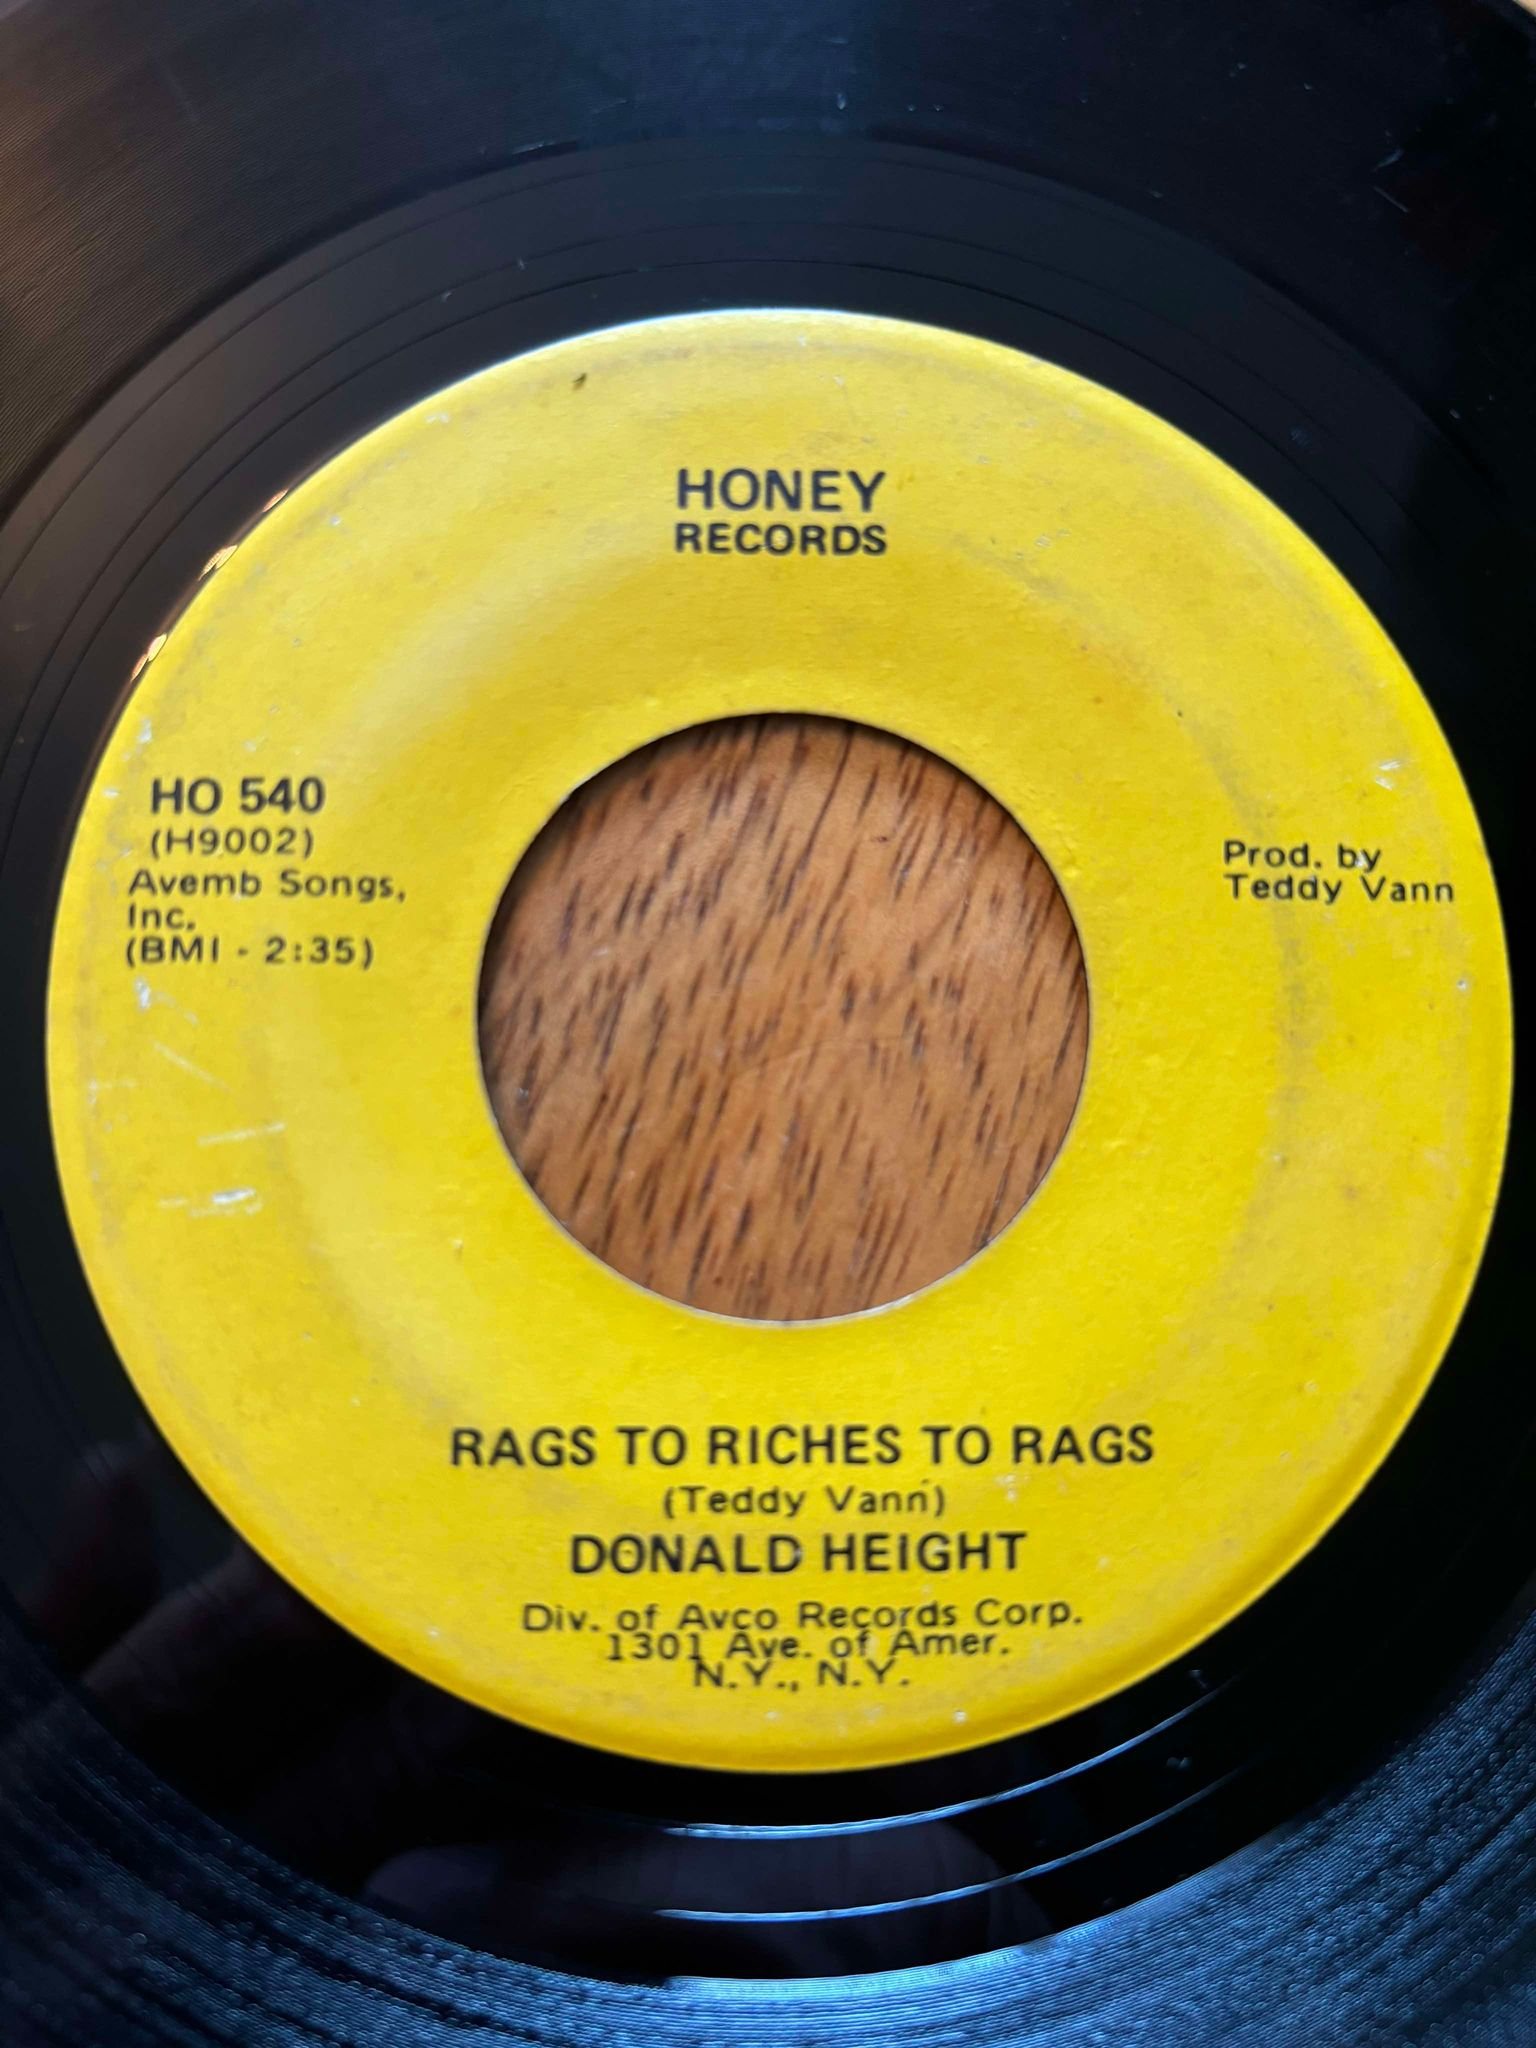 HONEY
RECORDS
HO 540
(H9002)
Avemb Songs,
Inc.
(BMI - 2:35)
Prod. by
Teddy Vann
RAGS TO RICHES TO RAGS
(Teddy Vann)
DONALD HEIGHT
Div. of Avco Records Corp.
1301 Ave. of Amer.
N.Y., N.Y.